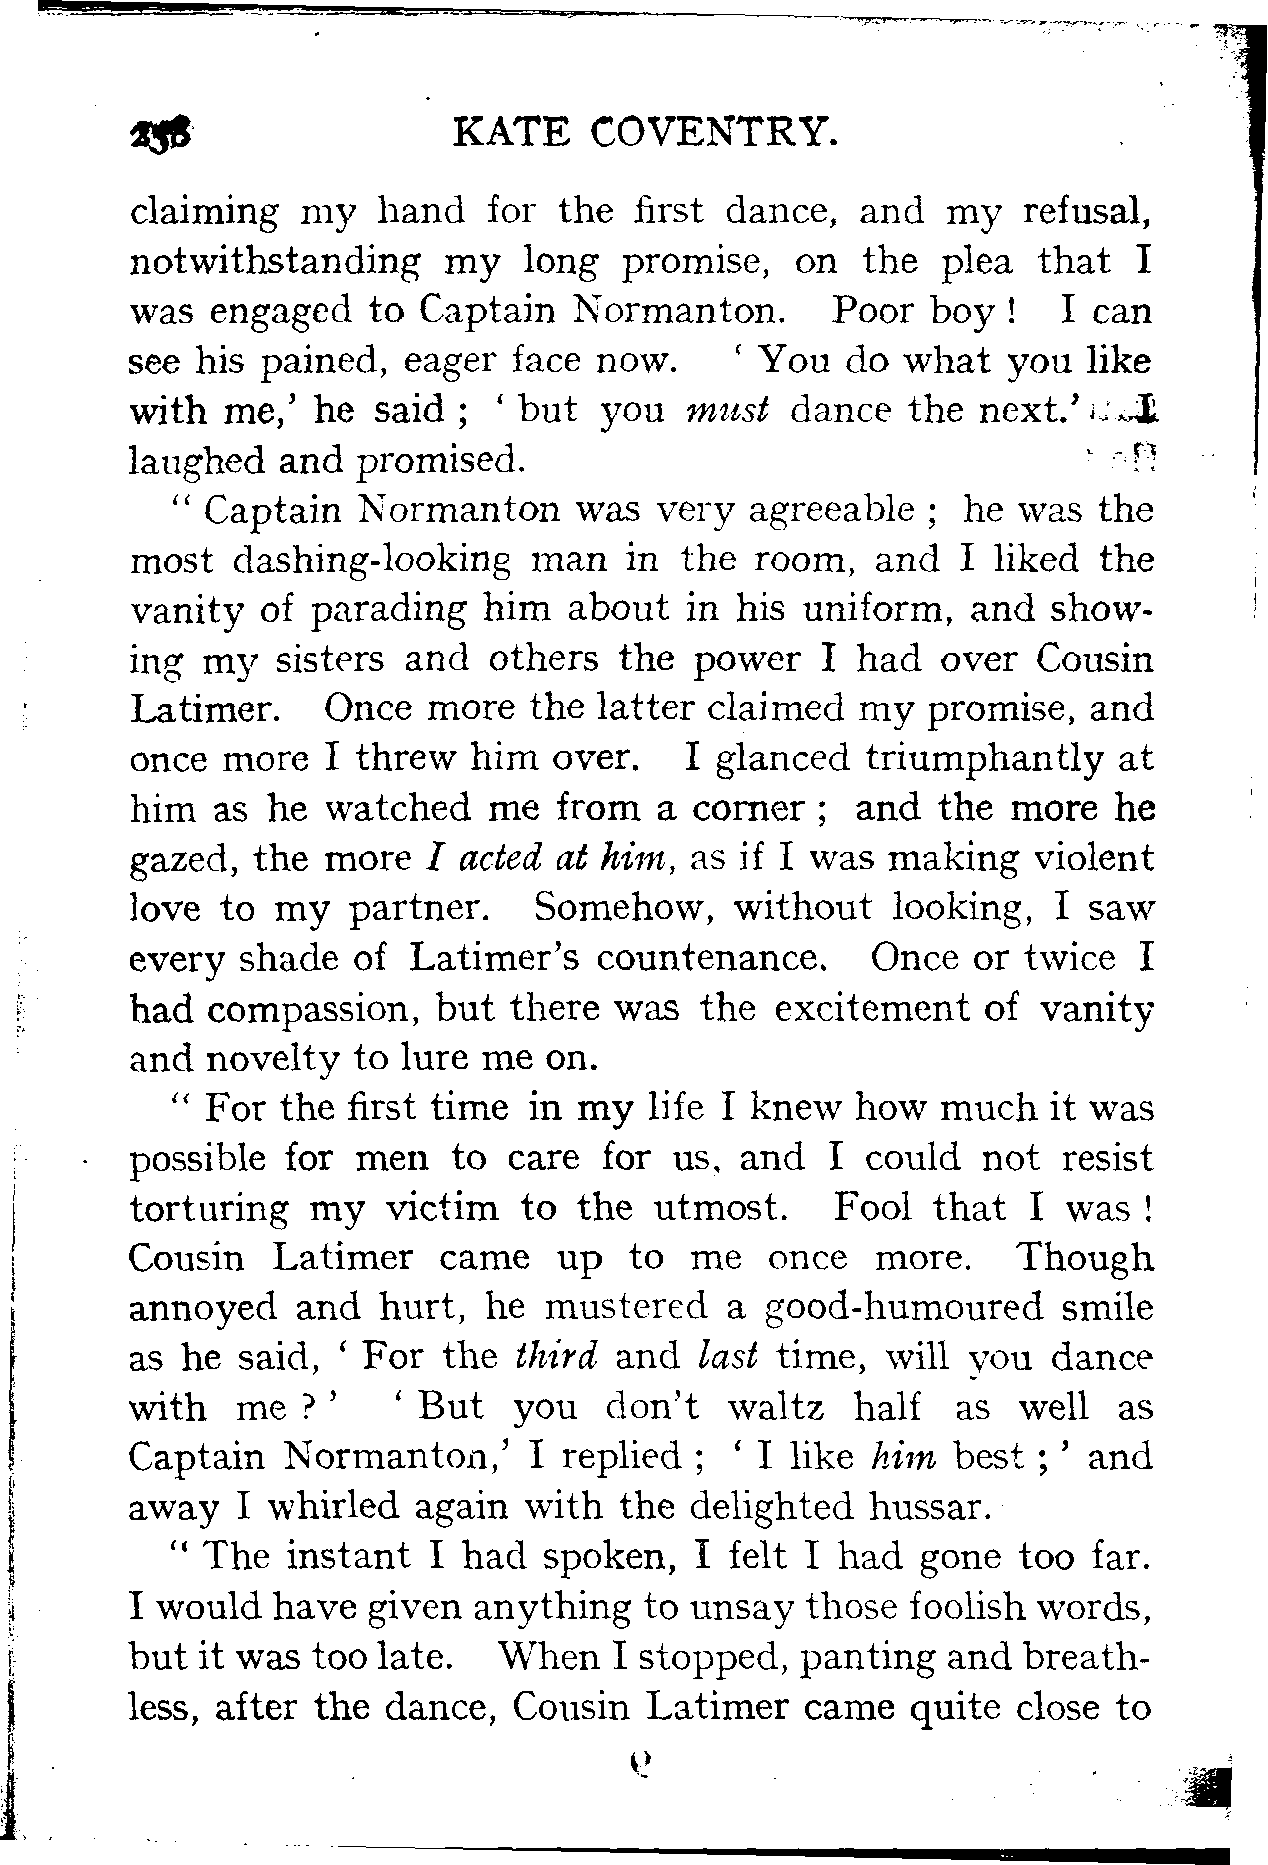 258 KATE COVENTRY.
claiming my hand for the first dance, and my refusal,
notwithstanding my long promise, on the plea that I
was engaged to Captain Normanton. Poor boy ! I can
see his pained, eager face now. ‘ You do what you like
with me,’ he said ; ‘ but you must dance the next.’ I
laughed and promised.
“ Captain Normanton was very agreeable ; he was the
most dashing-looking man in the room, and I liked the
vanity of parading him about in his uniform, and show-
ing my sisters and others the power I had over Cousin
Latimer. Once more the latter claimed my promise, and
once more I threw him over. I glanced triumphantly at
him as he watched me from a corner ; and the more he
gazed, the more I acted at him, as if I was making violent
love to my partner. Somehow, without looking, I saw
every shade of Latimer’s countenance. Once or twice I
had compassion, but there was the excitement of vanity
and novelty to lure me on.
“ For the first time in my life I knew how much it was
possible for men to care for us, and I could not resist
torturing my victim to the utmost. Fool that I was !
Cousin Latimer came up to me once more. Though
annoyed and hurt, he mustered a good-humoured smile
as he said, ‘ For the third and last time, will you dance
with me ? ’ ‘ But you don’t waltz half as well as
Captain Normanton,’ I replied ; ‘ I like him best ; ’ and
away I whirled again with the delighted hussar.
“ The instant I had spoken, I felt I had gone too far.
I would have given anything to unsay those foolish words,
but it was too late. When I stopped, panting and breath-
less, after the dance, Cousin Latimer came quite close to